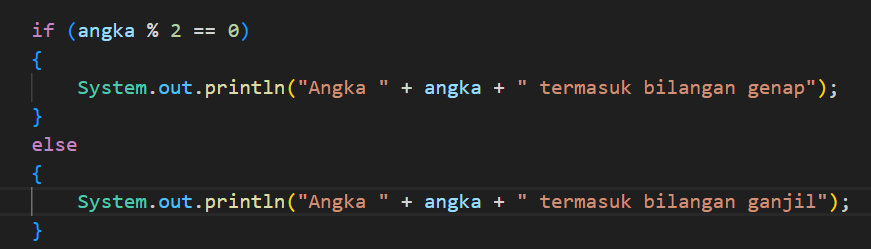 if (angka % 2 == 0)
{
    System.out.println("Angka " + angka + " termasuk bilangan genap");
}
else
{
    System.out.println("Angka " + angka + " termasuk bilangan ganjil");
}